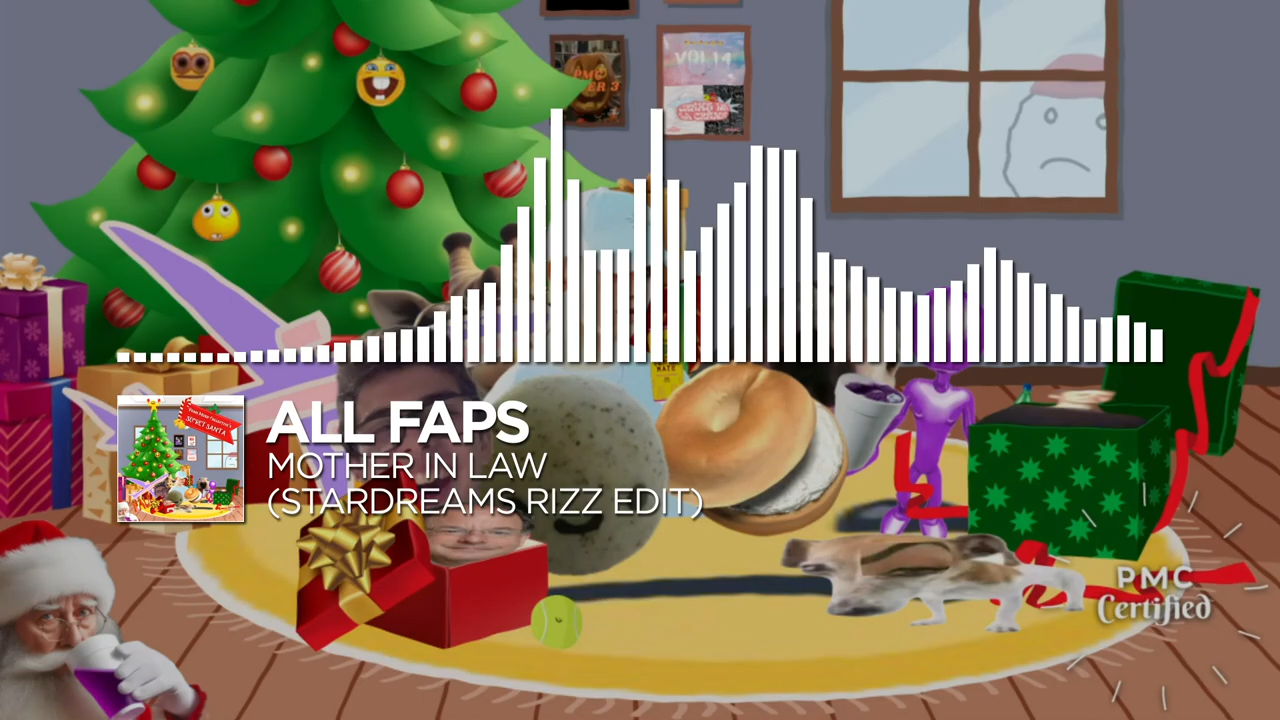 VOL 14
ALL FAPS
MOTHER IN LAW
(STARDREAMS RIZZ EDIT)
SECRET SANTA
PMC
Certified